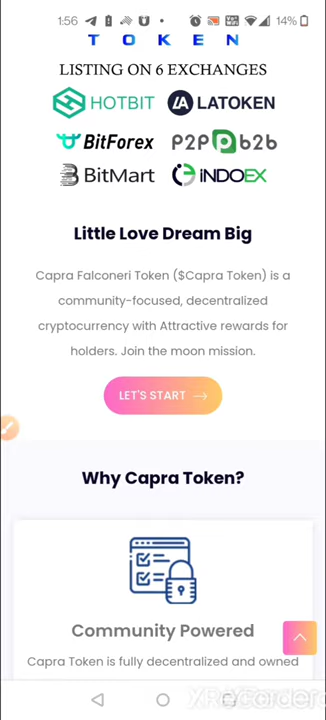 1:56
14%
TOKEN
LISTING ON 6 EXCHANGES
HOTBIT
LA LATOKEN
BitForex
P2P b2b
BitMart
iNDOEX
Little Love Dream Big
Capra Falconeri Token ($Capra Token) is a
community-focused, decentralized
cryptocurrency with Attractive rewards for
holders. Join the moon mission.
LET'S START
Why Capra Token?
Community Powered
Capra Token is fully decentralized and owned
XRecorder